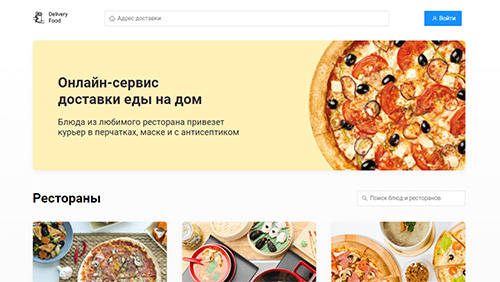 Delivery
Food
Адрес доставки
Войти
Онлайн-сервис
доставки еды на дом
Блюда из любимого ресторана привезет
курьер в перчатках, маске и с антисептиком
Рестораны
Поиск блюд и ресторанов